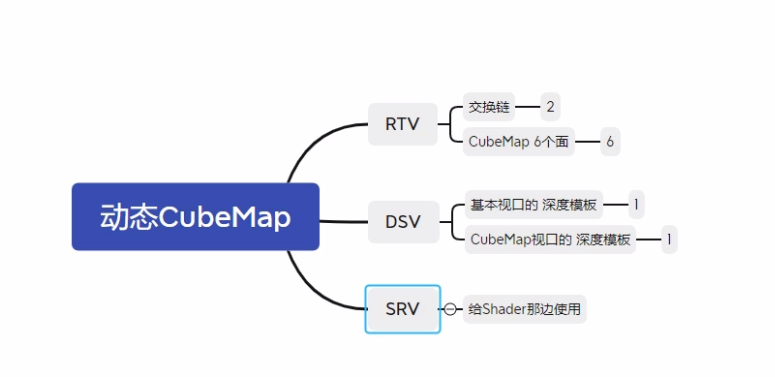 动态CubeMap
RTV
交换链
2
CubeMap 6个面
6
DSV
基本视口的 深度模板
1
CubeMap视口的 深度模板
1
SRV
给Shader那边使用